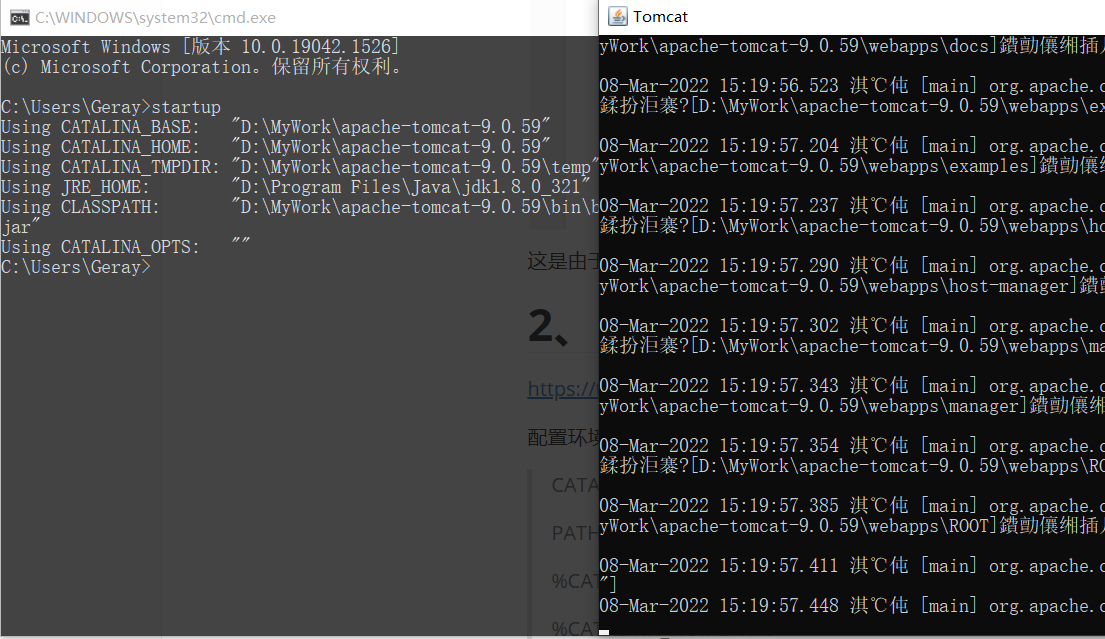 C:\WINDOWS\system32\cmd.exe
Microsoft Windows [版本 10.0.19042.1526]
(c) Microsoft Corporation。保留所有权利。
C:\Users\Geray>startup
Using CATALINA_BASE:   "D:\MyWork\apache-tomcat-9.0.59"
Using CATALINA_HOME:   "D:\MyWork\apache-tomcat-9.0.59"
Using CATALINA_TMPDIR: "D:\MyWork\apache-tomcat-9.0.59\temp"
Using JRE_HOME:        "D:\Program Files\Java\jdk1.8.0_321"
Using CLASSPATH:       "D:\MyWork\apache-tomcat-9.0.59\bin\b
jar"
Using CATALINA_OPTS:   ""
C:\Users\Geray>
这是由于
2、
https://
配置环境
CATA
PATH
%CAT
%CAT
Tomcat
yWork\apache-tomcat-9.0.59\webapps\docs]鐨勯儴缃插
08-Mar-2022 15:19:56.523 淇℃伅 [main] org.apache.c
鍒扮洰褰?[D:\MyWork\apache-tomcat-9.0.59\webapps\ex
08-Mar-2022 15:19:57.204 淇℃伅 [main] org.apache.c
yWork\apache-tomcat-9.0.59\webapps\examples]鐨勯儴缃
08-Mar-2022 15:19:57.237 淇℃伅 [main] org.apache.c
鍒扮洰褰?[D:\MyWork\apache-tomcat-9.0.59\webapps\ho
08-Mar-2022 15:19:57.290 淇℃伅 [main] org.apache.c
yWork\apache-tomcat-9.0.59\webapps\host-manager]鐨
08-Mar-2022 15:19:57.302 淇℃伅 [main] org.apache.c
鍒扮洰褰?[D:\MyWork\apache-tomcat-9.0.59\webapps\ma
08-Mar-2022 15:19:57.343 淇℃伅 [main] org.apache.c
yWork\apache-tomcat-9.0.59\webapps\manager]鐨勯儴缃
08-Mar-2022 15:19:57.354 淇℃伅 [main] org.apache.c
鍒扮洰褰?[D:\MyWork\apache-tomcat-9.0.59\webapps\RO
08-Mar-2022 15:19:57.385 淇℃伅 [main] org.apache.c
yWork\apache-tomcat-9.0.59\webapps\ROOT]鐨勯儴缃插
08-Mar-2022 15:19:57.411 淇℃伅 [main] org.apache.c
"]
08-Mar-2022 15:19:57.448 淇℃伅 [main] org.apache.c